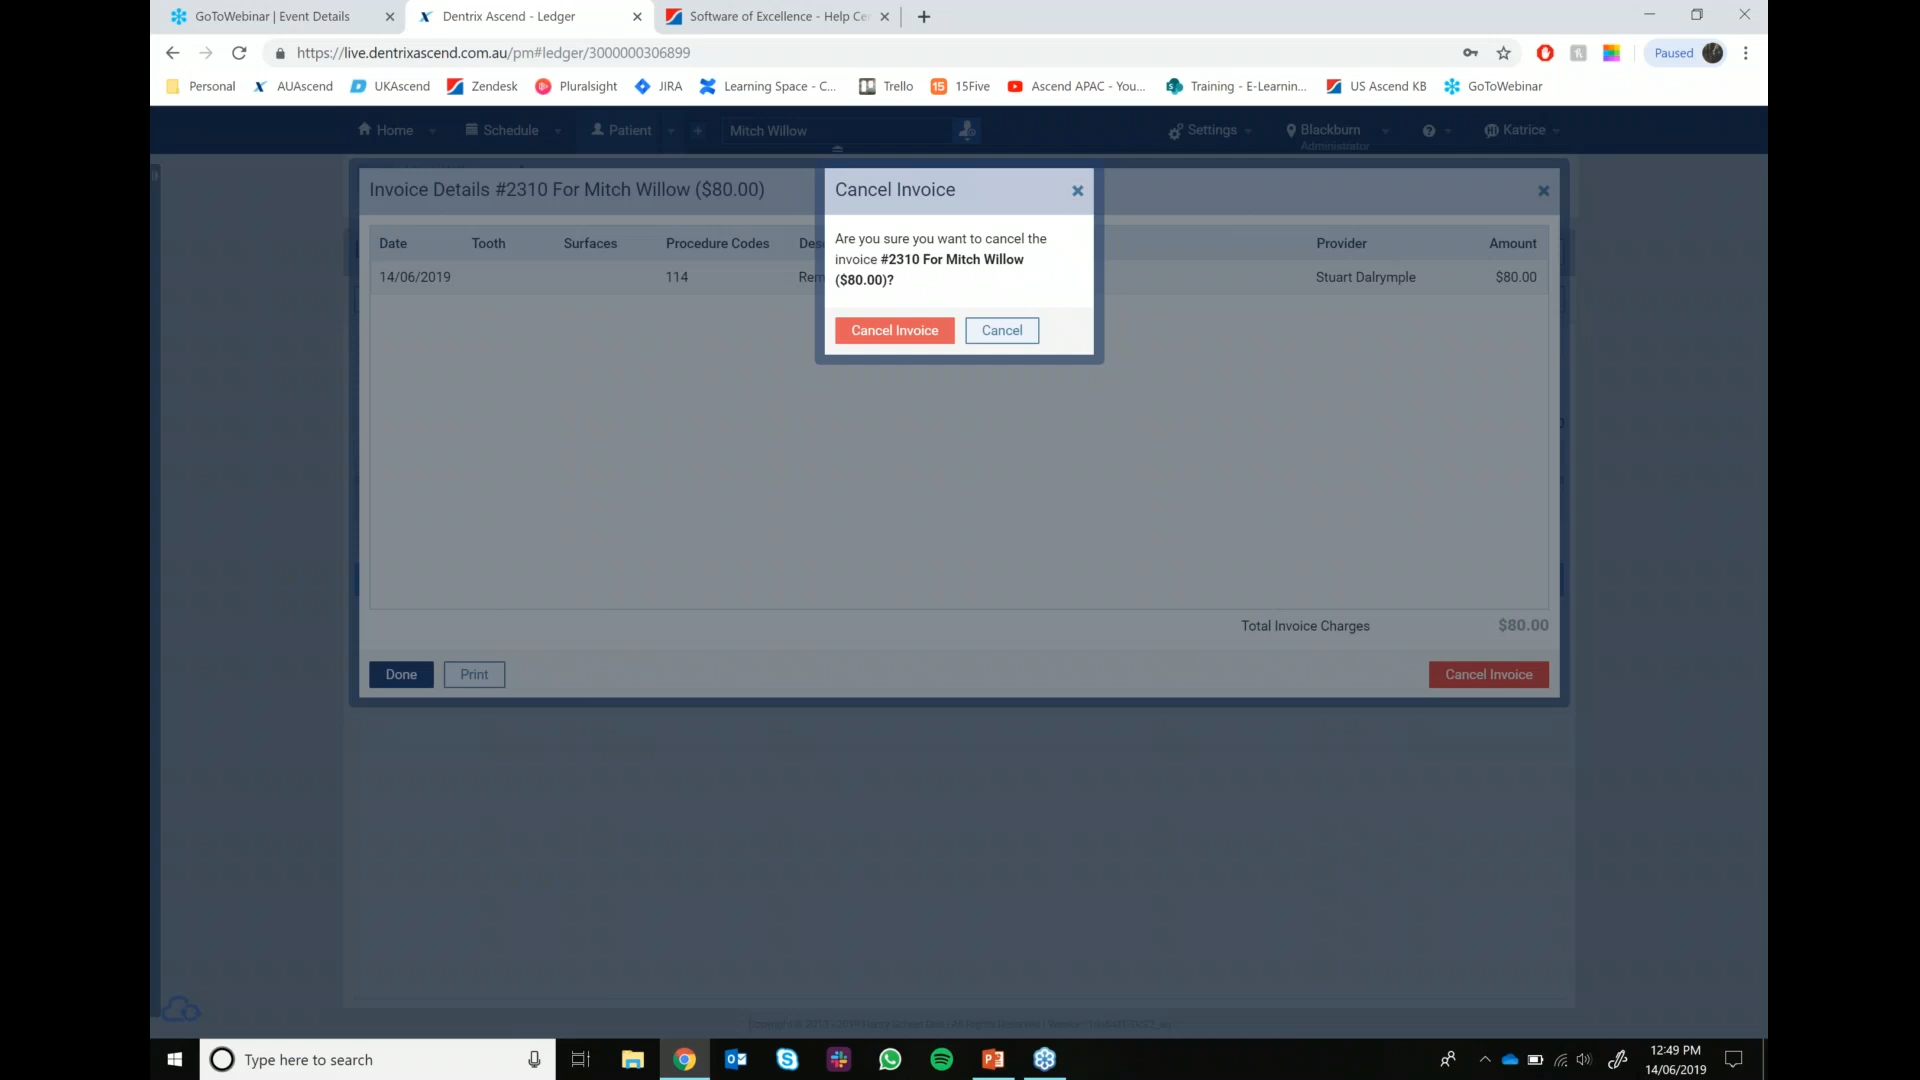 GoToWebinar | Event Details
Dentrix Ascend - Ledger
Software of Excellence - Help Ce
https://live.dentrixascend.com.au/pm#ledger/3000000306899
Paused
Personal
AUAscend
UKAscend
Zendesk
Pluralsight
JIRA
Learning Space - C...
Trello
15
15Five
Ascend APAC - You...
Training - E-Learnin...
US Ascend KB
GoToWebinar
Home
Schedule
Patient
Mitch Willow
Settings
Blackburn
Administrator
Katrice
Invoice Details #2310 For Mitch Willow ($80.00)
Date Tooth Surfaces Procedure Codes Des Provider Amount
14/06/2019 114 Rem Stuart Dalrymple $80.00
Cancel Invoice
Are you sure you want to cancel the
invoice #2310 For Mitch Willow
($80.00)?
Cancel Invoice Cancel
Total Invoice Charges $80.00
Done Print Cancel Invoice
Type here to search
12:49 PM
14/06/2019